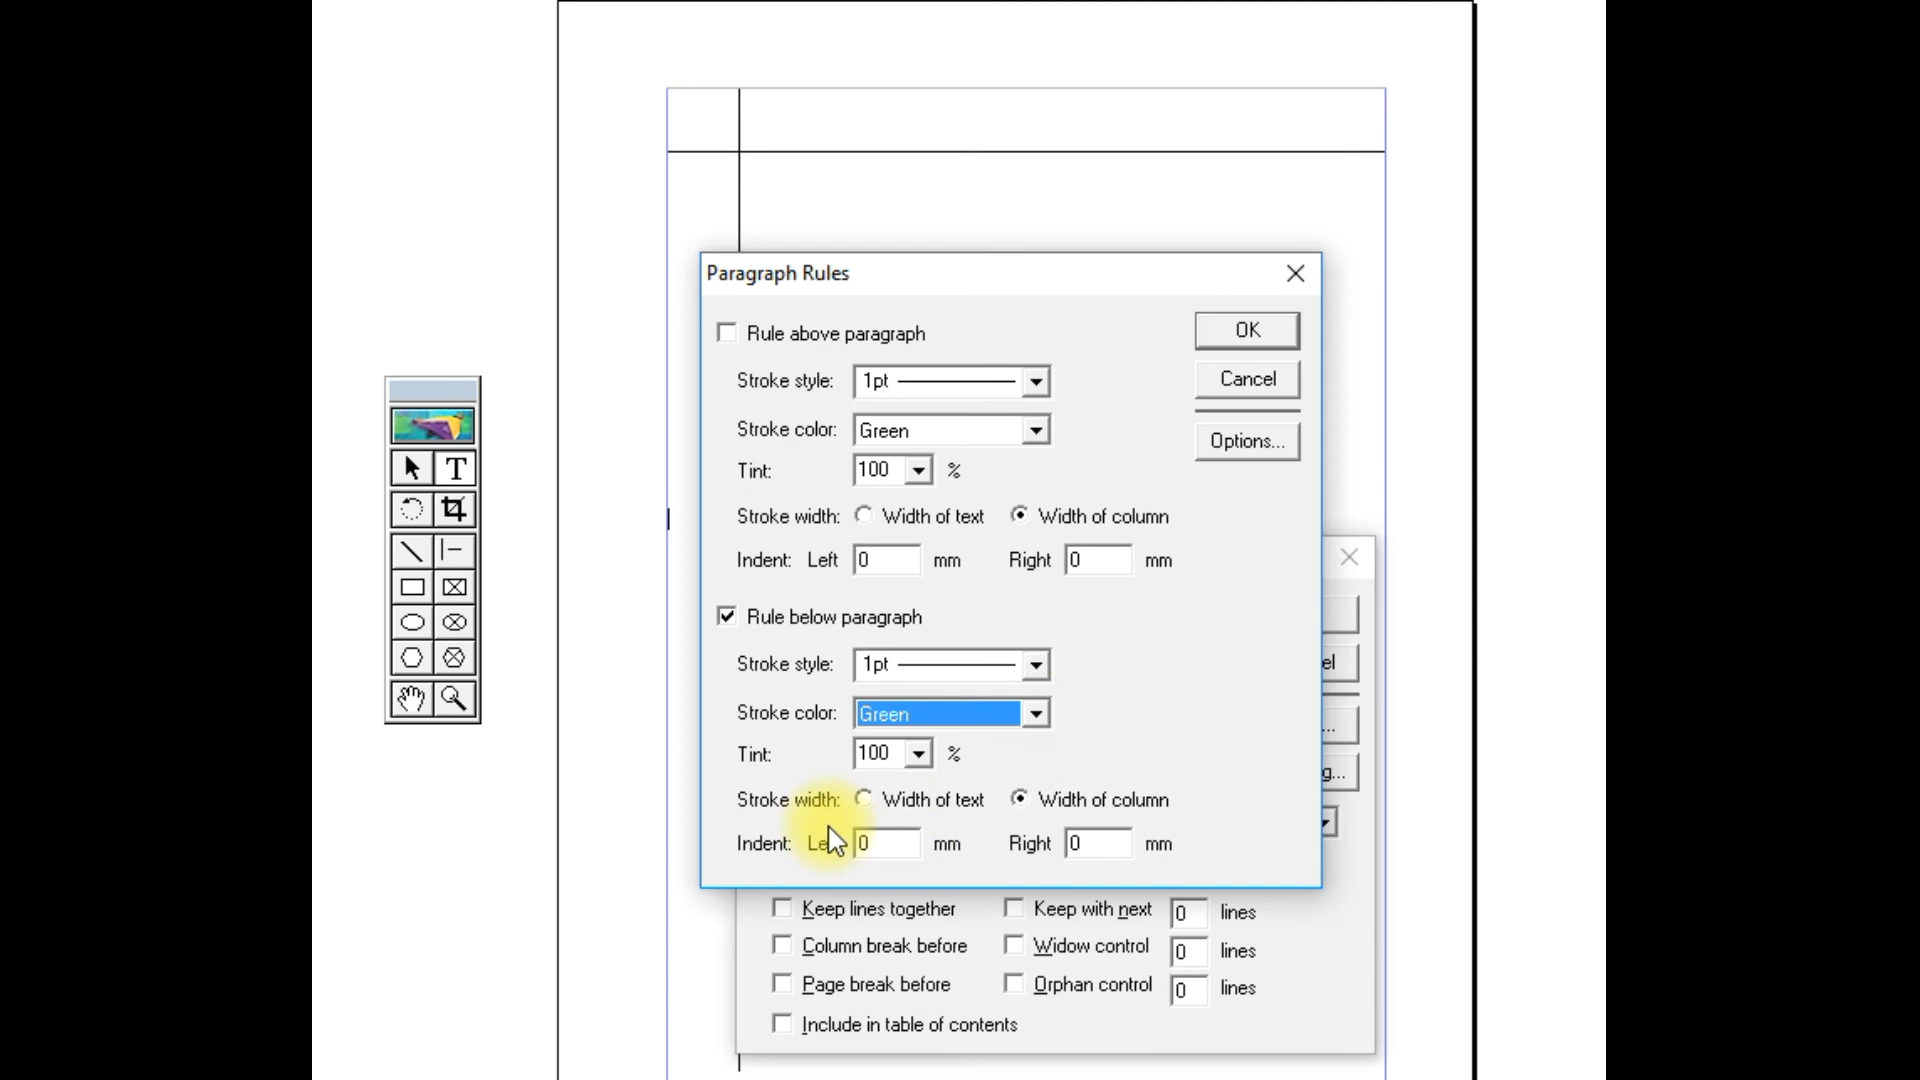 Paragraph Rules
Rule above paragraph
OK
Stroke style: 1pt
Cancel
Stroke color: Green
Options...
Tint: 100 %
T
Stroke width: Width of text Width of column
Indent: Left 0 mm Right 0 mm
Rule below paragraph
Stroke style: 1pt
el
Stroke color: Green
...
Tint: 100 %
g...
Stroke width: Width of text Width of column
Indent: Le 0 mm Right 0 mm
Keep lines together Keep with next 0 lines
Column break before Widow control 0 lines
Page break before Orphan control 0 lines
Include in table of contents